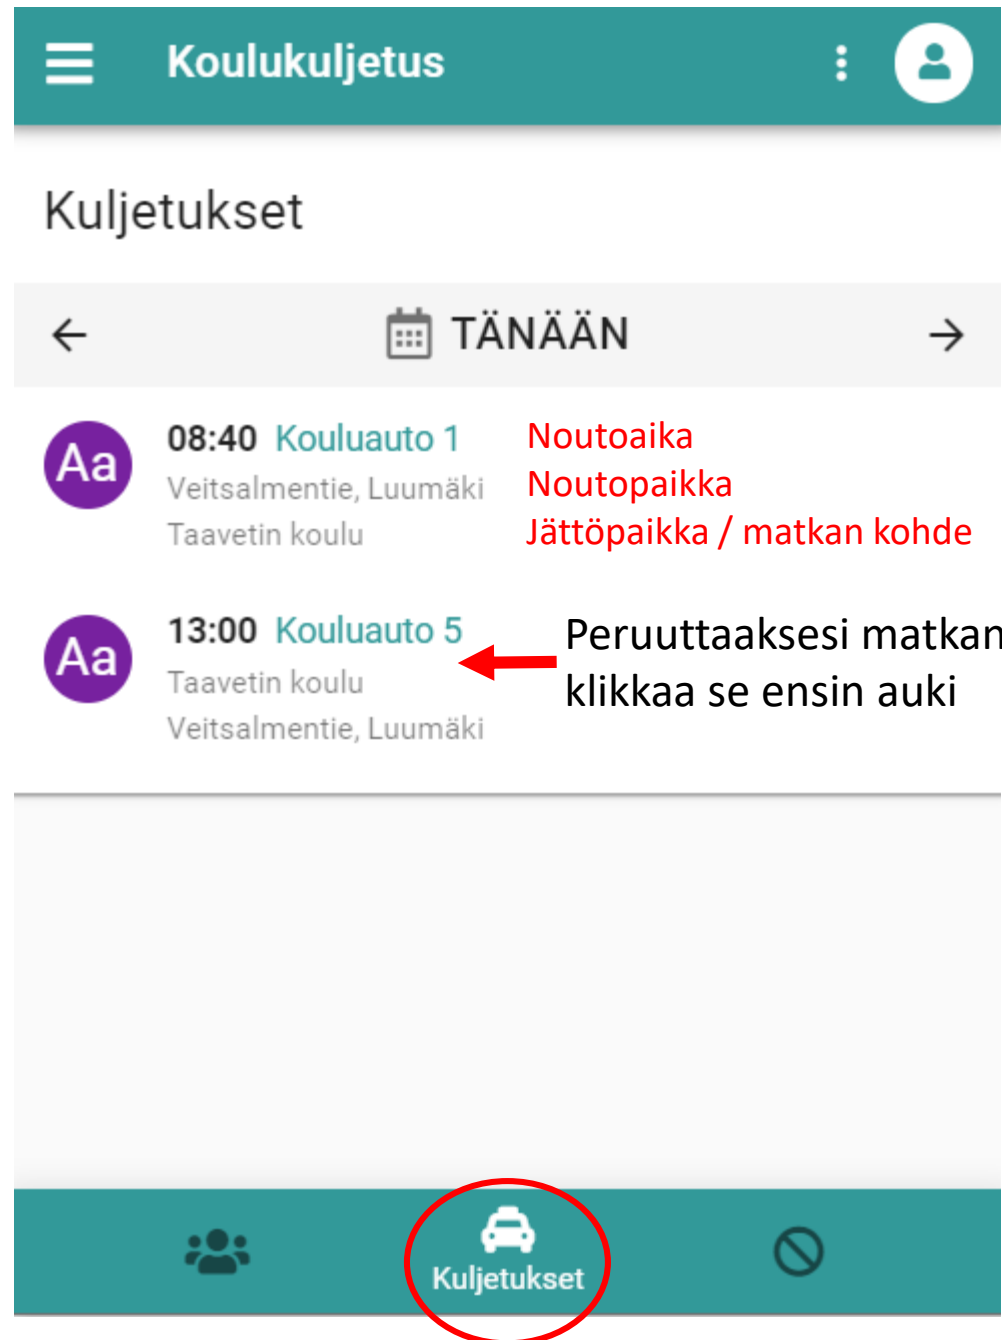 Koulukuljetus
Kuljetukset
TÄNÄÄN
Aa
08:40 Kouluauto 1
Veitsalmentie, Luumäki
Taavetin koulu
Noutoaika
Noutopaikka
Jättöpaikka / matkan kohde
Aa
13:00 Kouluauto 5
Taavetin koulu
Veitsalmentie, Luumäki
Peruuttaaksesi matkan
klikkaa se ensin auki
Kuljetukset